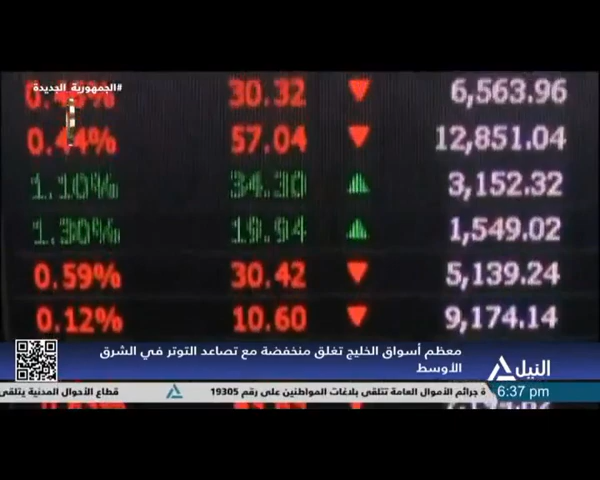 #الجمهورية الجديدة
30.32 6,563.96
0.44% 57.04 12,851.04
1.10% 34.30 3,152.32
1.30% 19.94 1,549.02
0.59% 30.42 5,139.24
0.12% 10.60 9,174.14
النيل
معظم أسواق الخليج تغلق منخفضة مع تصاعد التوتر في الشرق
الأوسط
6:37 pm
ة جرائم الأموال العامة تتلقى بلاغات المواطنين على رقم 19305 قطاع الأحوال المدنية يتلقى